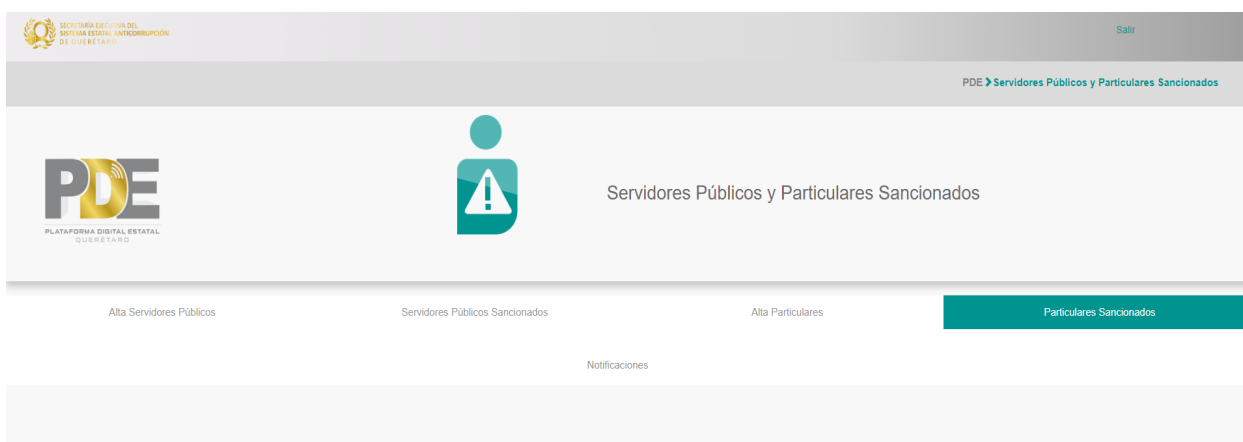 SECRETARÍA EJECUTIVA DEL
SISTEMA ESTATAL ANTICORRUPCIÓN
DE QUERÉTARO
Salir
PDE Servidores Públicos y Particulares Sancionados
PDE
PLATAFORMA DIGITAL ESTATAL
QUERÉTARO
Servidores Públicos y Particulares Sancionados
Alta Servidores Públicos
Servidores Públicos Sancionados
Alta Particulares
Particulares Sancionados
Notificaciones